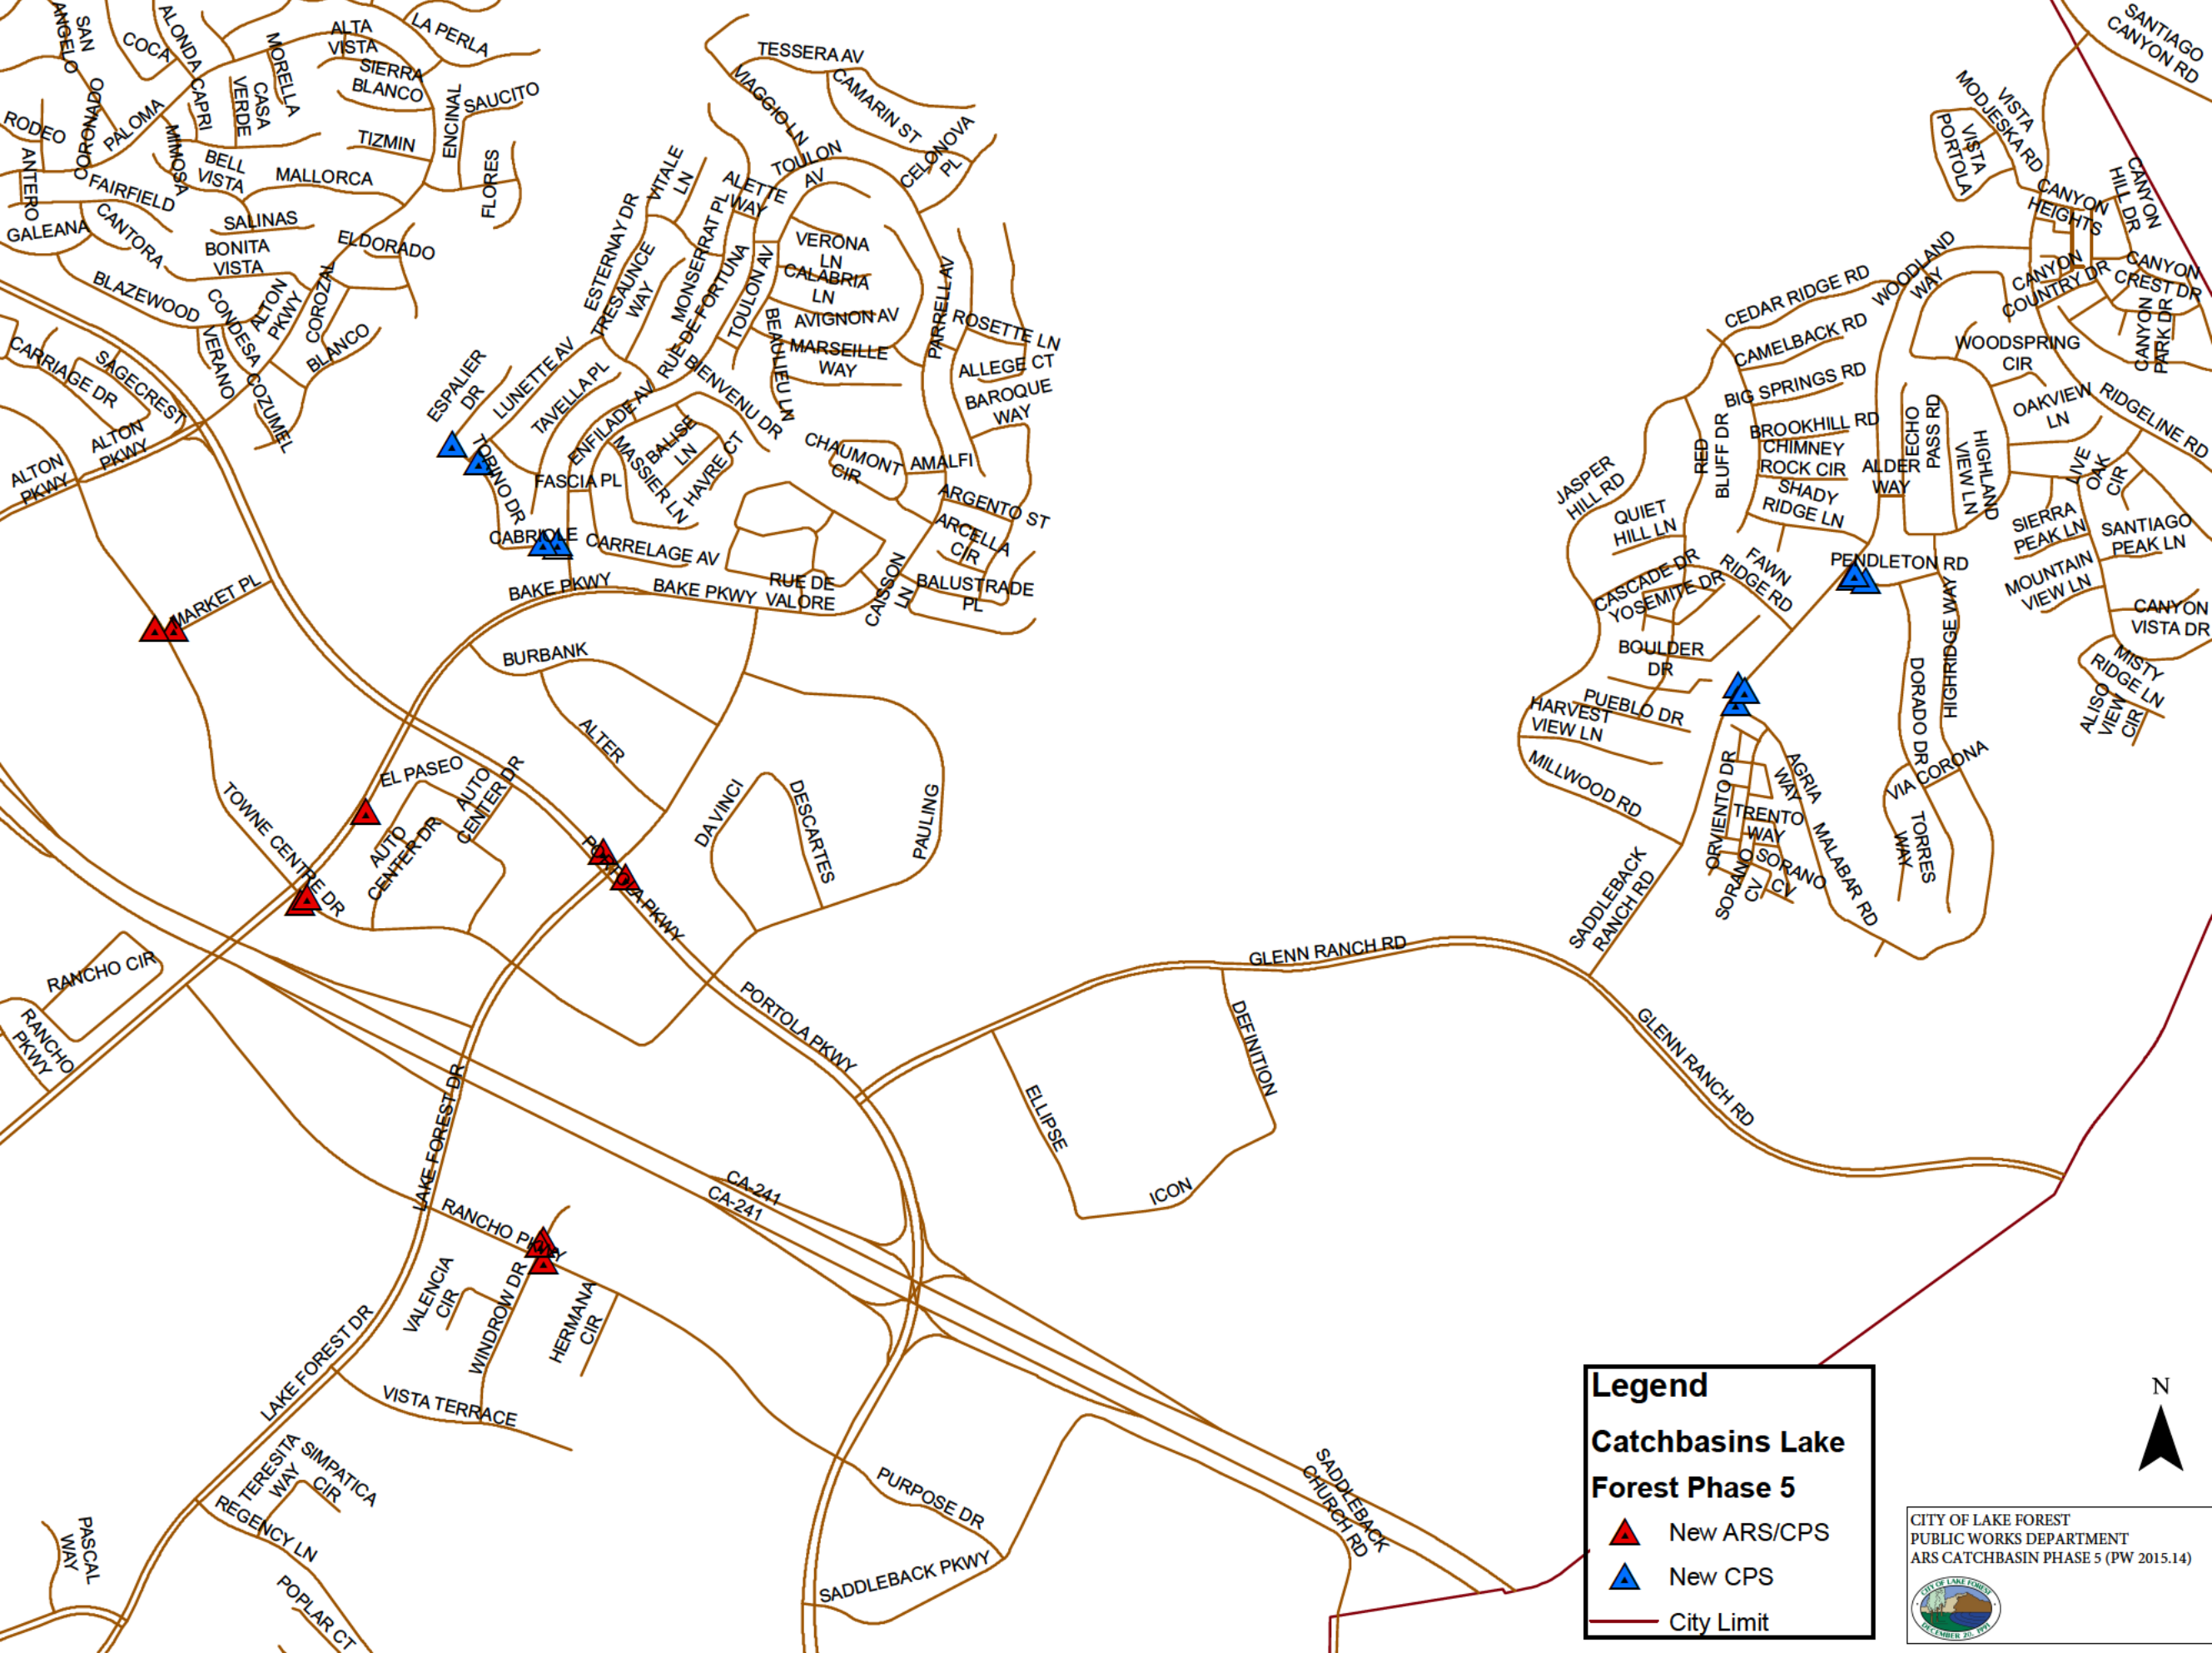 SAN
ANGELO
COCA
ALONDA
CAPRI
MORELLA
ALTA
VISTA
LA PERLA
SIERRA
BLANCO
CASA
VERDE
RODEO
CORONADO
PALOMA
MIMOSA
ENCINAL
SAUCITO
TIZMIN
ANTERO
BELL
VISTA
MALLORCA
FLORES
FAIRFIELD
GALEANA
CANTORA
SALINAS
BONITA
VISTA
ELDORADO
BLAZEWOOD
CONDESA
ALTON
PKWY
COROZAL
VERANO
COZUMEL
BLANCO
CARRIAGE DR
SAGECREST
ALTON
PKWY
ALTON
PKWY
MARKET PL
TESSERA AV
VIAGGIO LN
CAMARIN ST
CELONOVA
PL
TOULON
AV
VITALE
LN
ALETTE
WAY
ESTERNAY DR
TRESAUNCE
WAY
MONSERRAT PL
RUE DE FORTUNA
TOULON AV
VERONA
LN
CALABRIA
LN
AVIGNON AV
MARSEILLE
WAY
BEAULIEU LN
PARRELL AV
ROSETTE LN
ALLEGE CT
BAROQUE
WAY
ESPALIER
DR
LUNETTE AV
TAVELLA PL
ENFILADE AV
BIENVENU DR
BALISE
LN
MASSIER LN
HAVRE CT
TORINO DR
FASCIA PL
CABRIOLE
CARRELAGE AV
CHAUMONT
CIR
AMALFI
ARGENTO ST
ARCELLA
CIR
BALUSTRADE
PL
CAISSON
LN
RUE DE
VALORE
BAKE PKWY
BAKE PKWY
BURBANK
ALTER
EL PASEO
AUTO
CENTER DR
AUTO
CENTER DR
TOWNE CENTRE DR
PORTOLA PKWY
DA VINCI
DESCARTES
PAULING
RANCHO CIR
RANCHO
PKWY
PORTOLA PKWY
GLENN RANCH RD
DEFINITION
ELLIPSE
ICON
GLENN RANCH RD
LAKE FOREST DR
CA-241
CA-241
RANCHO PKWY
VALENCIA
CIR
WINDROW DR
HERMANA
CIR
LAKE FOREST DR
VISTA TERRACE
TERESITA
WAY
SIMPATICA
CIR
REGENCY LN
PASCAL
WAY
POPLAR CT
PURPOSE DR
SADDLEBACK PKWY
SADDLEBACK
CHURCH RD
SANTIAGO
CANYON RD
VISTA
MODJESKA RD
VISTA
PORTOLA
CANYON
HEIGHTS
CANYON
HILL DR
CANYON
COUNTRY DR
CANYON
CREST DR
CANYON
PARK DR
WOODLAND
WAY
CEDAR RIDGE RD
CAMELBACK RD
BIG SPRINGS RD
BROOKHILL RD
CHIMNEY
ROCK CIR
SHADY
RIDGE LN
RED
BLUFF DR
ALDER
WAY
ECHO
PASS RD
HIGHLAND
VIEW LN
WOODSPRING
CIR
OAKVIEW
LN
RIDGELINE RD
LIVE
OAK
CIR
SIERRA
PEAK LN
SANTIAGO
PEAK LN
MOUNTAIN
VIEW LN
CANYON
VISTA DR
MISTY
RIDGE LN
ALISO
VIEW
CIR
JASPER
HILL RD
QUIET
HILL LN
CASCADE DR
YOSEMITE DR
FAWN
RIDGE RD
PENDLETON RD
BOULDER
DR
PUEBLO DR
HARVEST
VIEW LN
MILLWOOD RD
HIGHRIDGE WAY
DORADO DR
VIA CORONA
TORRES
WAY
ORVIENTO DR
AGRIA
WAY
TRENTO
WAY
SORANO
CV
SORANO
CV
MALABAR RD
SADDLEBACK
RANCH RD
Legend
Catchbasins Lake
Forest Phase 5
New ARS/CPS
New CPS
City Limit
N
CITY OF LAKE FOREST
PUBLIC WORKS DEPARTMENT
ARS CATCHBASIN PHASE 5 (PW 2015.14)
CITY OF LAKE FOREST
DECEMBER 20, 1991